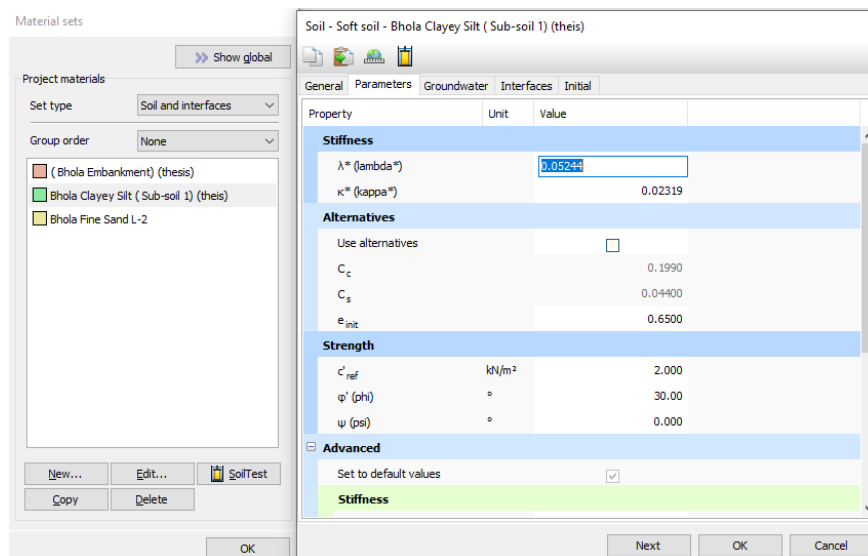 Material sets
Show global
Project materials
Set type Soil and interfaces
Group order None
( Bhola Embankment) (thesis)
Bhola Clayey Silt ( Sub-soil 1) (theis)
Bhola Fine Sand L-2
New... Edit... SoilTest
Copy Delete
OK
Soil - Soft soil - Bhola Clayey Silt ( Sub-soil 1) (theis)
General Parameters Groundwater Interfaces Initial
Property Unit Value
Stiffness
λ* (lambda*) 0.05244
κ* (kappa*) 0.02319
Alternatives
Use alternatives
Cc 0.1990
Cs 0.04400
einit 0.6500
Strength
c'ref kN/m² 2.000
φ' (phi) ° 30.00
ψ (psi) ° 0.000
Advanced
Set to default values
Stiffness
Next OK Cancel